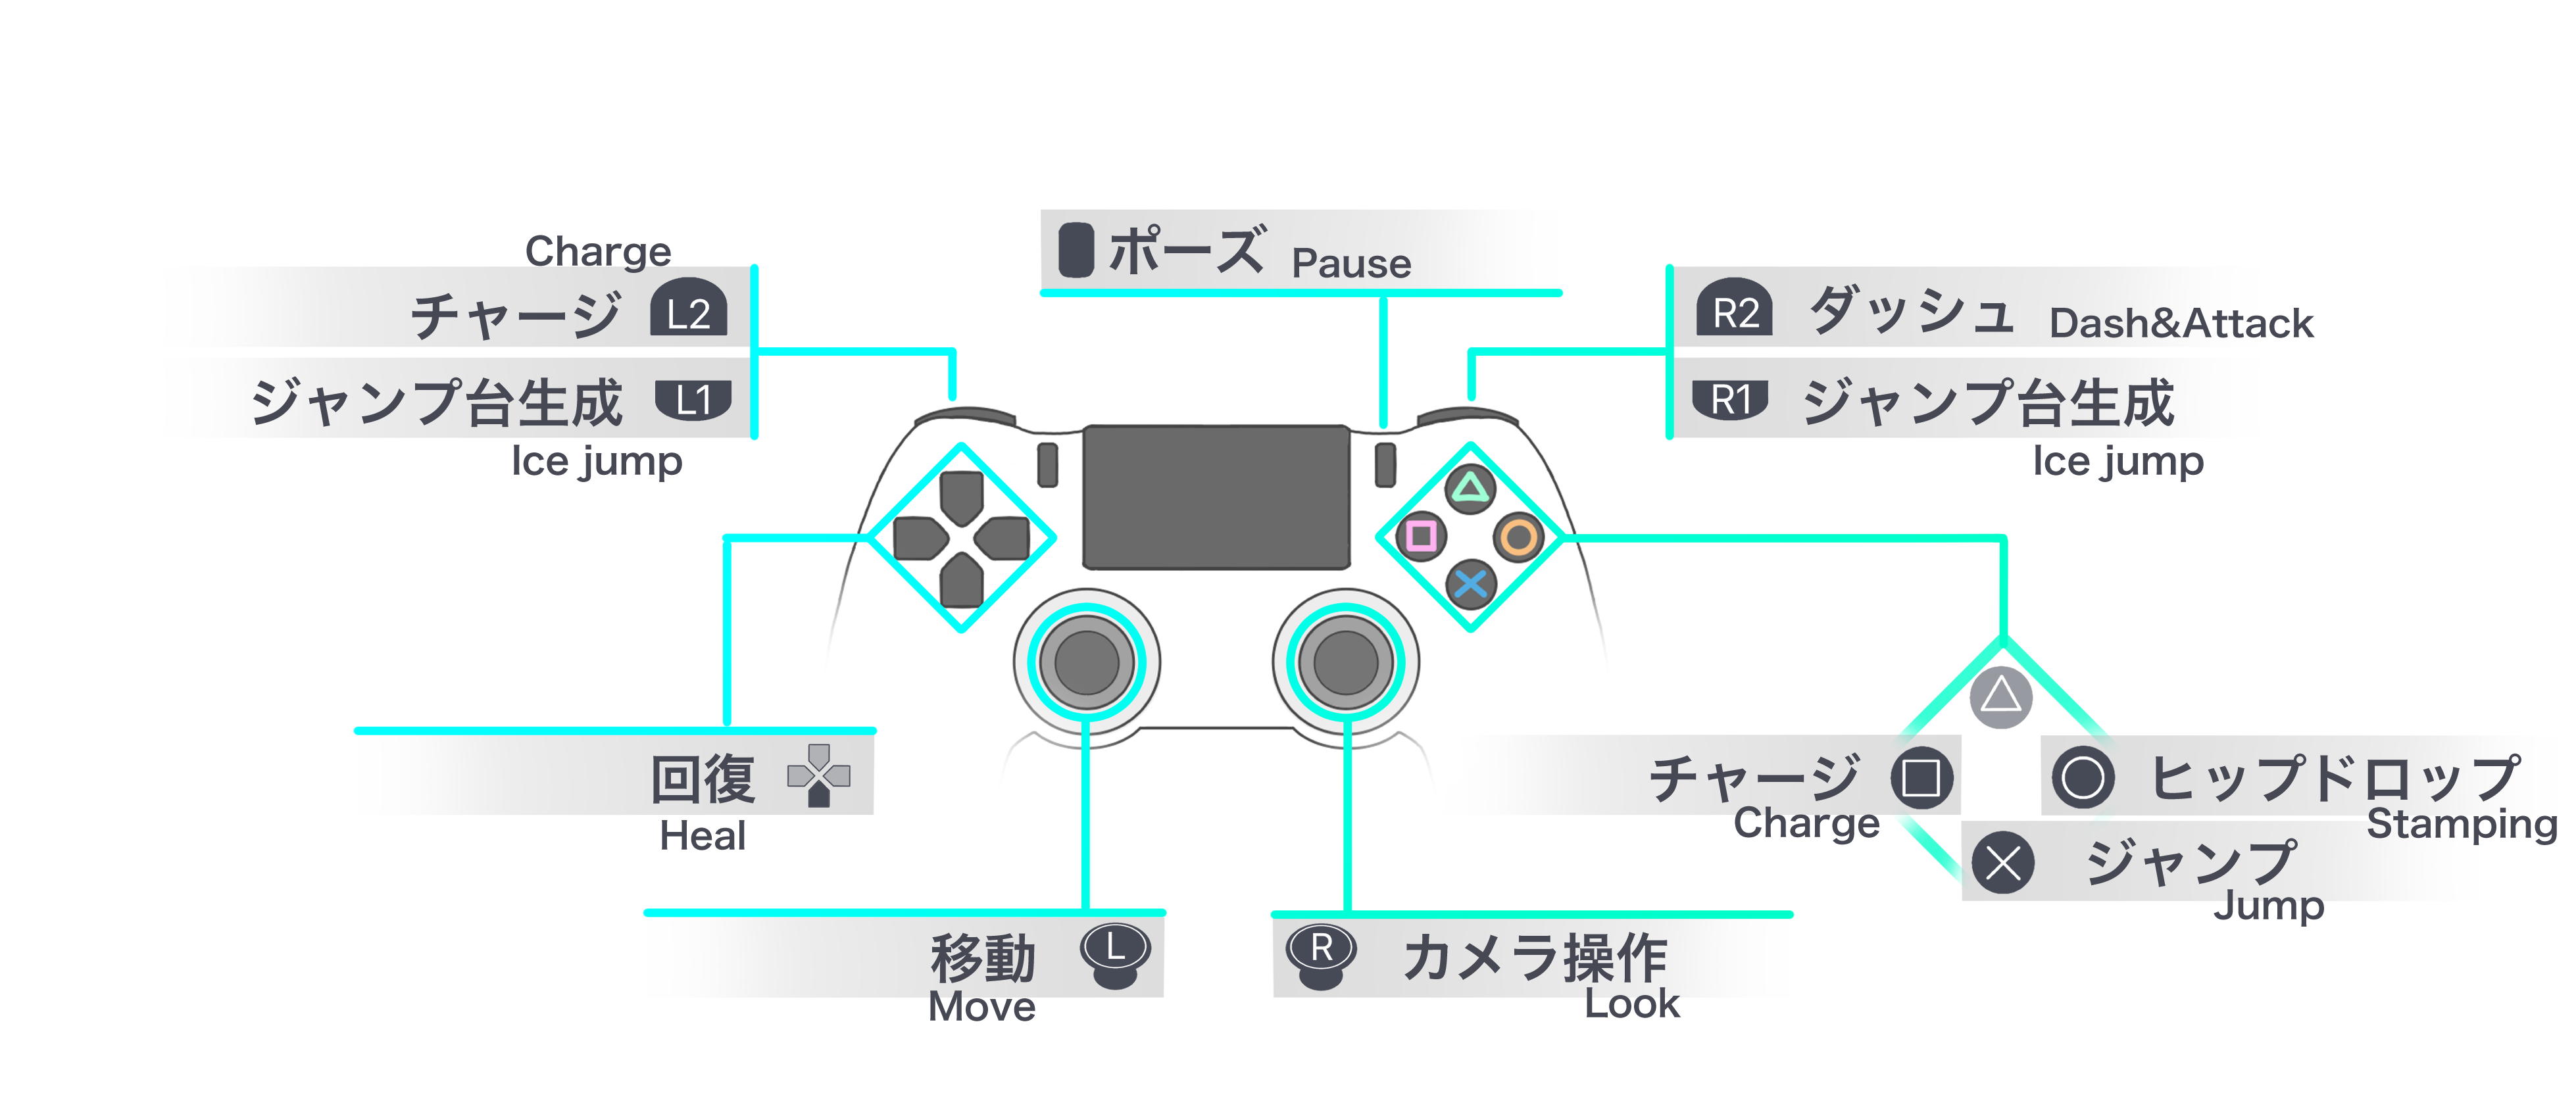 Charge
チャージ L2
ジャンプ台生成 L1
Ice jump
ポーズ Pause
R2 ダッシュ Dash&Attack
R1 ジャンプ台生成
Ice jump
回復
Heal
チャージ
Charge
ヒップドロップ
Stamping
ジャンプ
Jump
移動 L
Move
R カメラ操作
Look